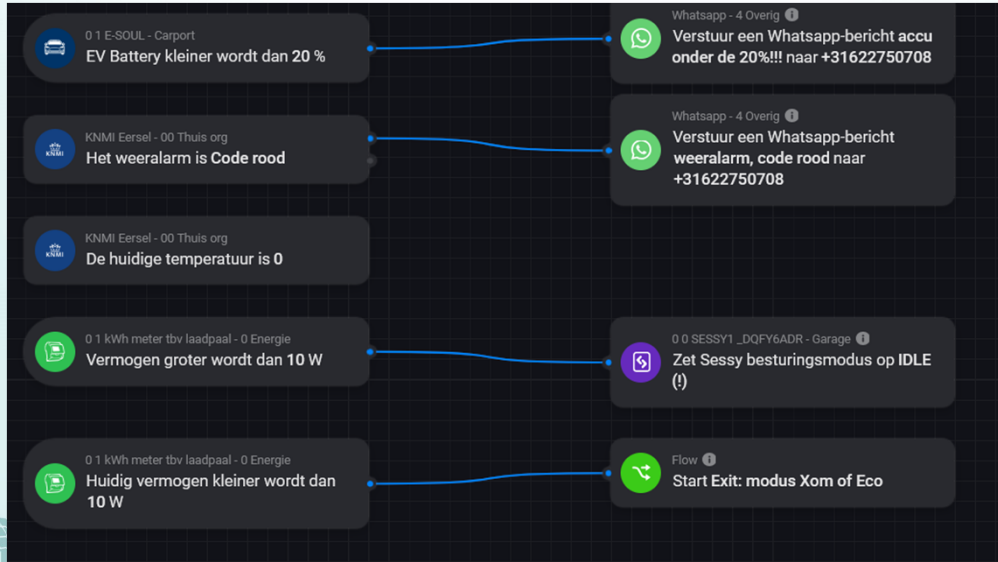 0 1 E-SOUL - Carport
EV Battery kleiner wordt dan 20 %
Whatsapp - 4 Overig
Verstuur een Whatsapp-bericht accu
onder de 20%!!! naar +31622750708
KNMI
KNMI Eersel - 00 Thuis org
Het weeralarm is Code rood
Whatsapp - 4 Overig
Verstuur een Whatsapp-bericht
weeralarm, code rood naar
+31622750708
KNMI
KNMI Eersel - 00 Thuis org
De huidige temperatuur is 0
0 1 kWh meter tbv laadpaal - 0 Energie
Vermogen groter wordt dan 10 W
0 0 SESSY1 _DQFY6ADR - Garage
Zet Sessy besturingsmodus op IDLE
(!)
0 1 kWh meter tbv laadpaal - 0 Energie
Huidig vermogen kleiner wordt dan
10 W
Flow
Start Exit: modus Xom of Eco